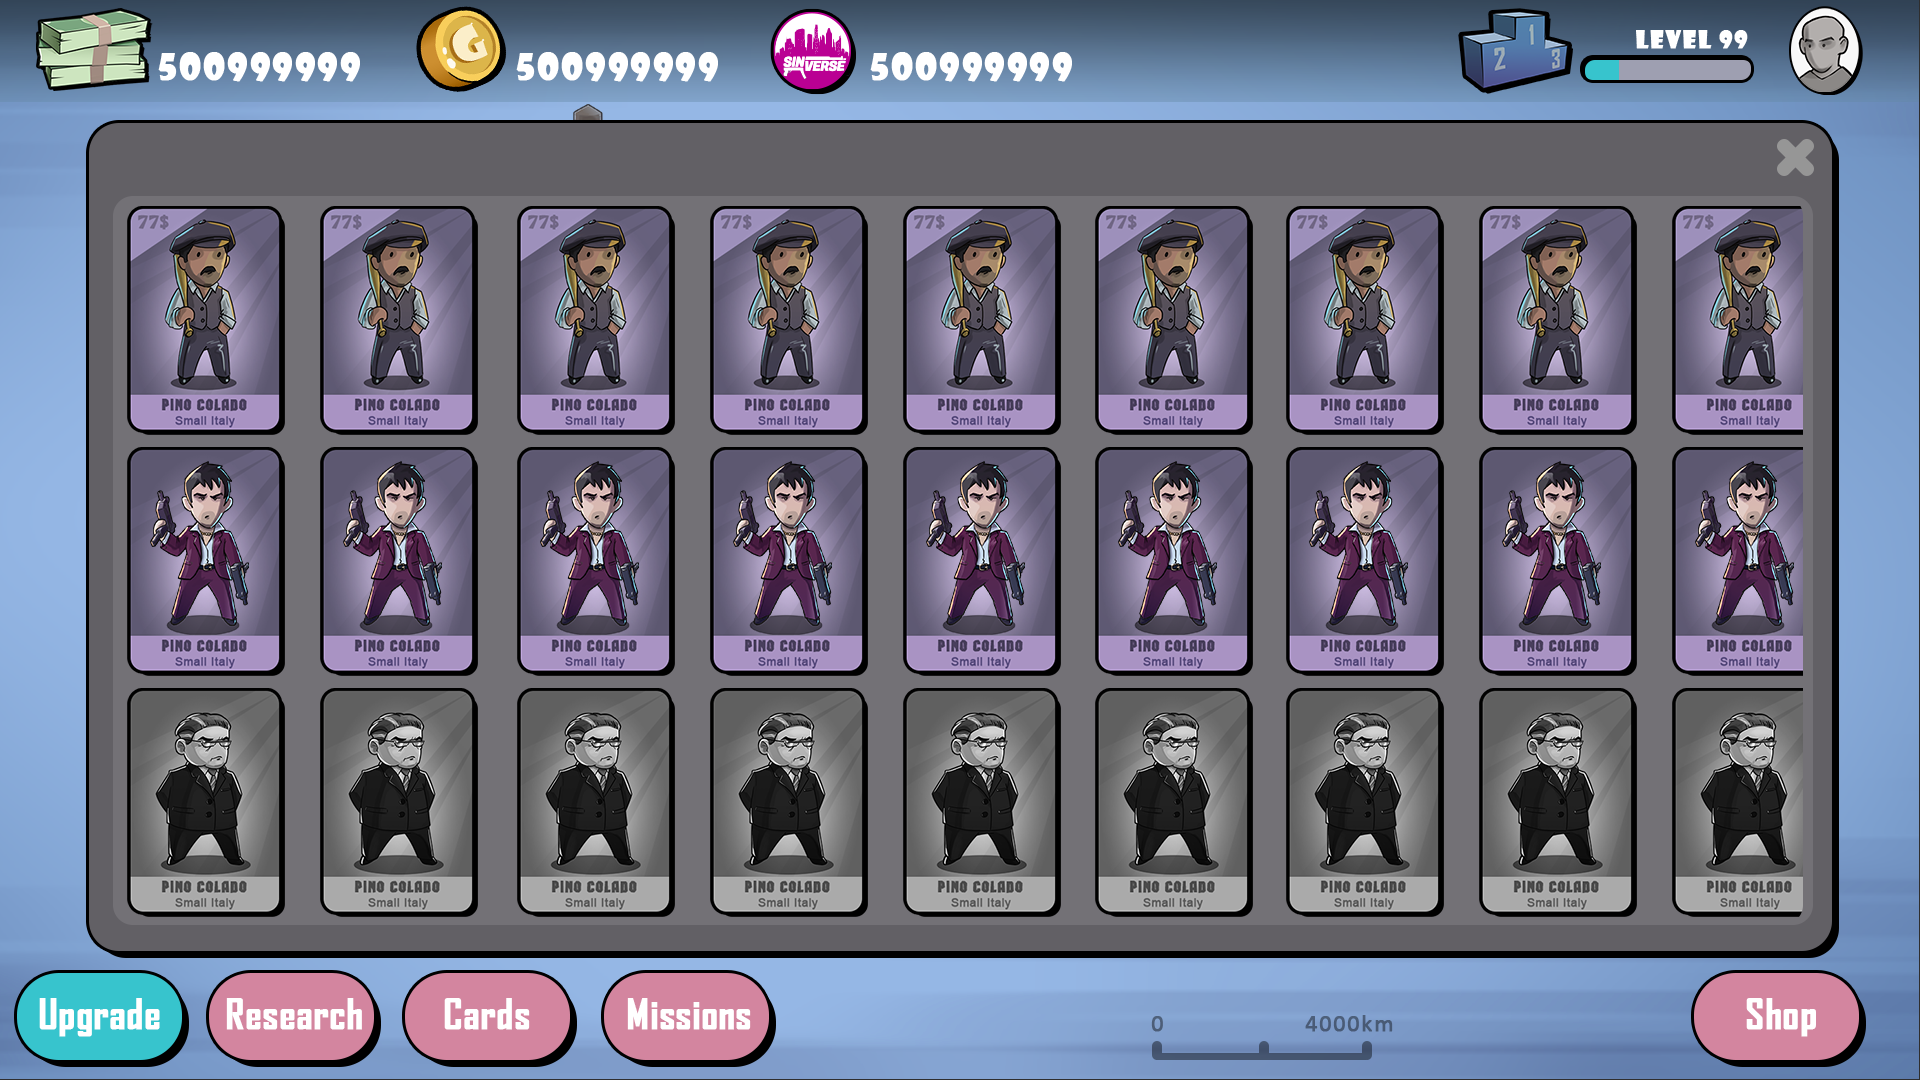 500999999
G
SINVERSE
500999999
500999999
1
2
3
LEVEL 99
77$ 77$ 77$ 77$ 77$ 77$ 77$ 77$ 77$
PINO COLADO PINO COLADO PINO COLADO PINO COLADO PINO COLADO PINO COLADO PINO COLADO PINO COLADO PINO COLADO
Small Italy Small Italy Small Italy Small Italy Small Italy Small Italy Small Italy Small Italy Small Italy
PINO COLADO PINO COLADO PINO COLADO PINO COLADO PINO COLADO PINO COLADO PINO COLADO PINO COLADO PINO COLADO
Small Italy Small Italy Small Italy Small Italy Small Italy Small Italy Small Italy Small Italy Small Italy
PINO COLADO PINO COLADO PINO COLADO PINO COLADO PINO COLADO PINO COLADO PINO COLADO PINO COLADO PINO COLADO
Small Italy Small Italy Small Italy Small Italy Small Italy Small Italy Small Italy Small Italy Small Italy
Upgrade
Research
Cards
Missions
0 4000km
Shop